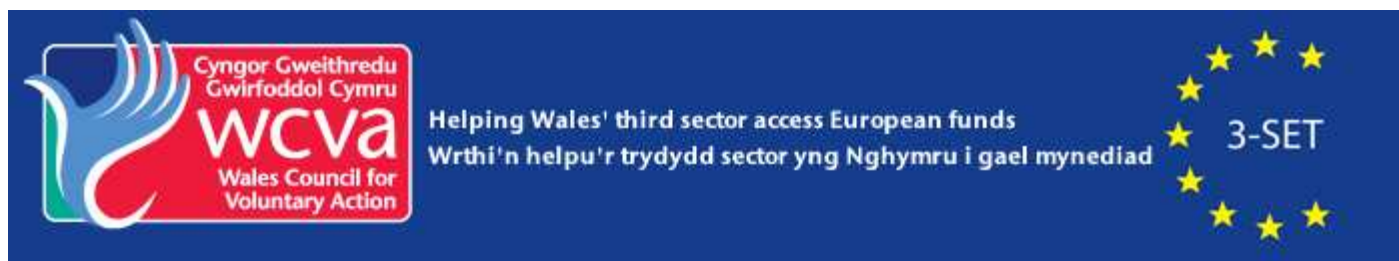 Cyngor Gweithredu
Gwirfoddol Cymru
wcva
Wales Council for
Voluntary Action
Helping Wales' third sector access European funds
Wrthi'n helpu'r trydydd sector yng Nghymru i gael mynediad
3-SET